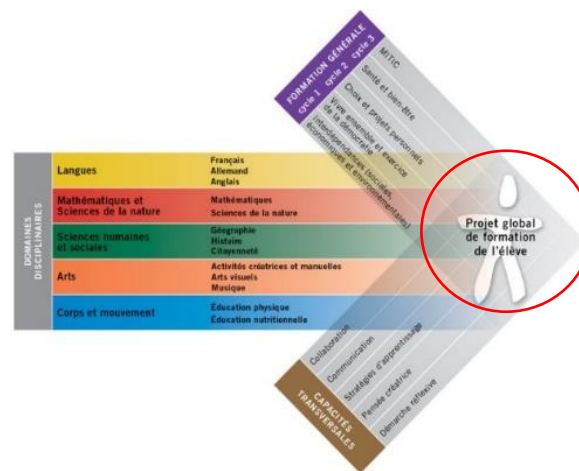 FORMATION GÉNÉRALE
cycle 1 cycle 2 cycle 3
MITIC
Santé et bien-être
Choix et projets personnels
Vivre ensemble et exercice
de la démocratie
Interdépendances (sociales,
économiques et environnementales)
DOMAINES
DISCIPLINAIRES
Langues
Français
Allemand
Anglais
Mathématiques et
Sciences de la nature
Mathématiques
Sciences de la nature
Sciences humaines
et sociales
Géographie
Histoire
Citoyenneté
Arts
Activités créatrices et manuelles
Arts visuels
Musique
Corps et mouvement
Éducation physique
Éducation nutritionnelle
Projet global
de formation
de l'élève
CAPACITÉS
TRANSVERSALES
Collaboration
Communication
Stratégies d'apprentissage
Pensée créatrice
Démarche réflexive